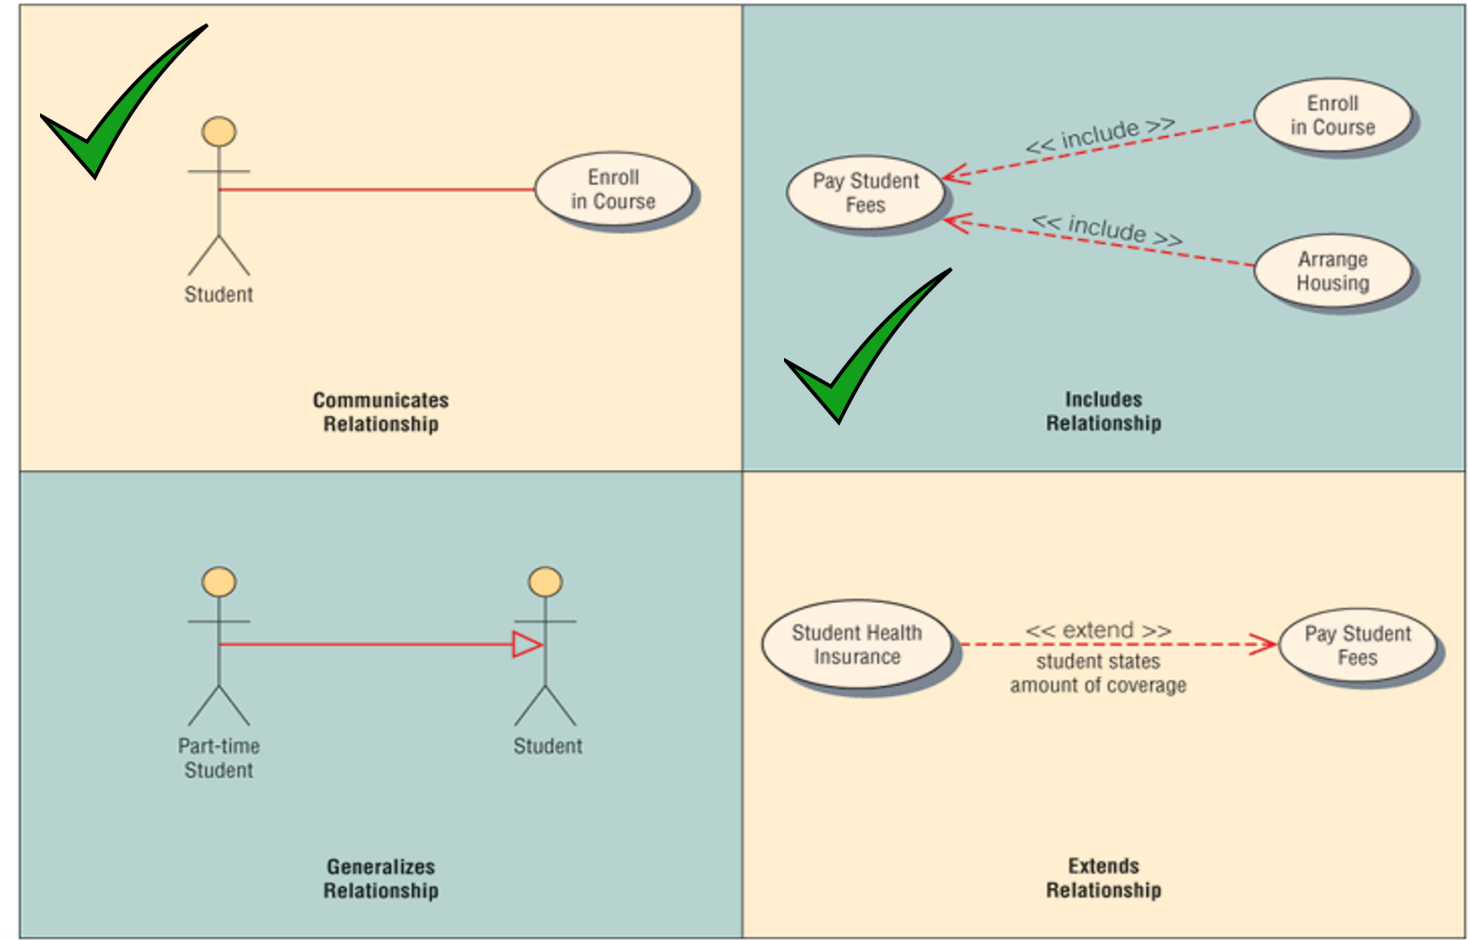 Student
Enroll
in Course
Communicates
Relationship
Pay Student
Fees
<< include >>
<< include >>
Enroll
in Course
Arrange
Housing
Includes
Relationship
Part-time
Student
Student
Generalizes
Relationship
Student Health
Insurance
<< extend >>
student states
amount of coverage
Pay Student
Fees
Extends
Relationship